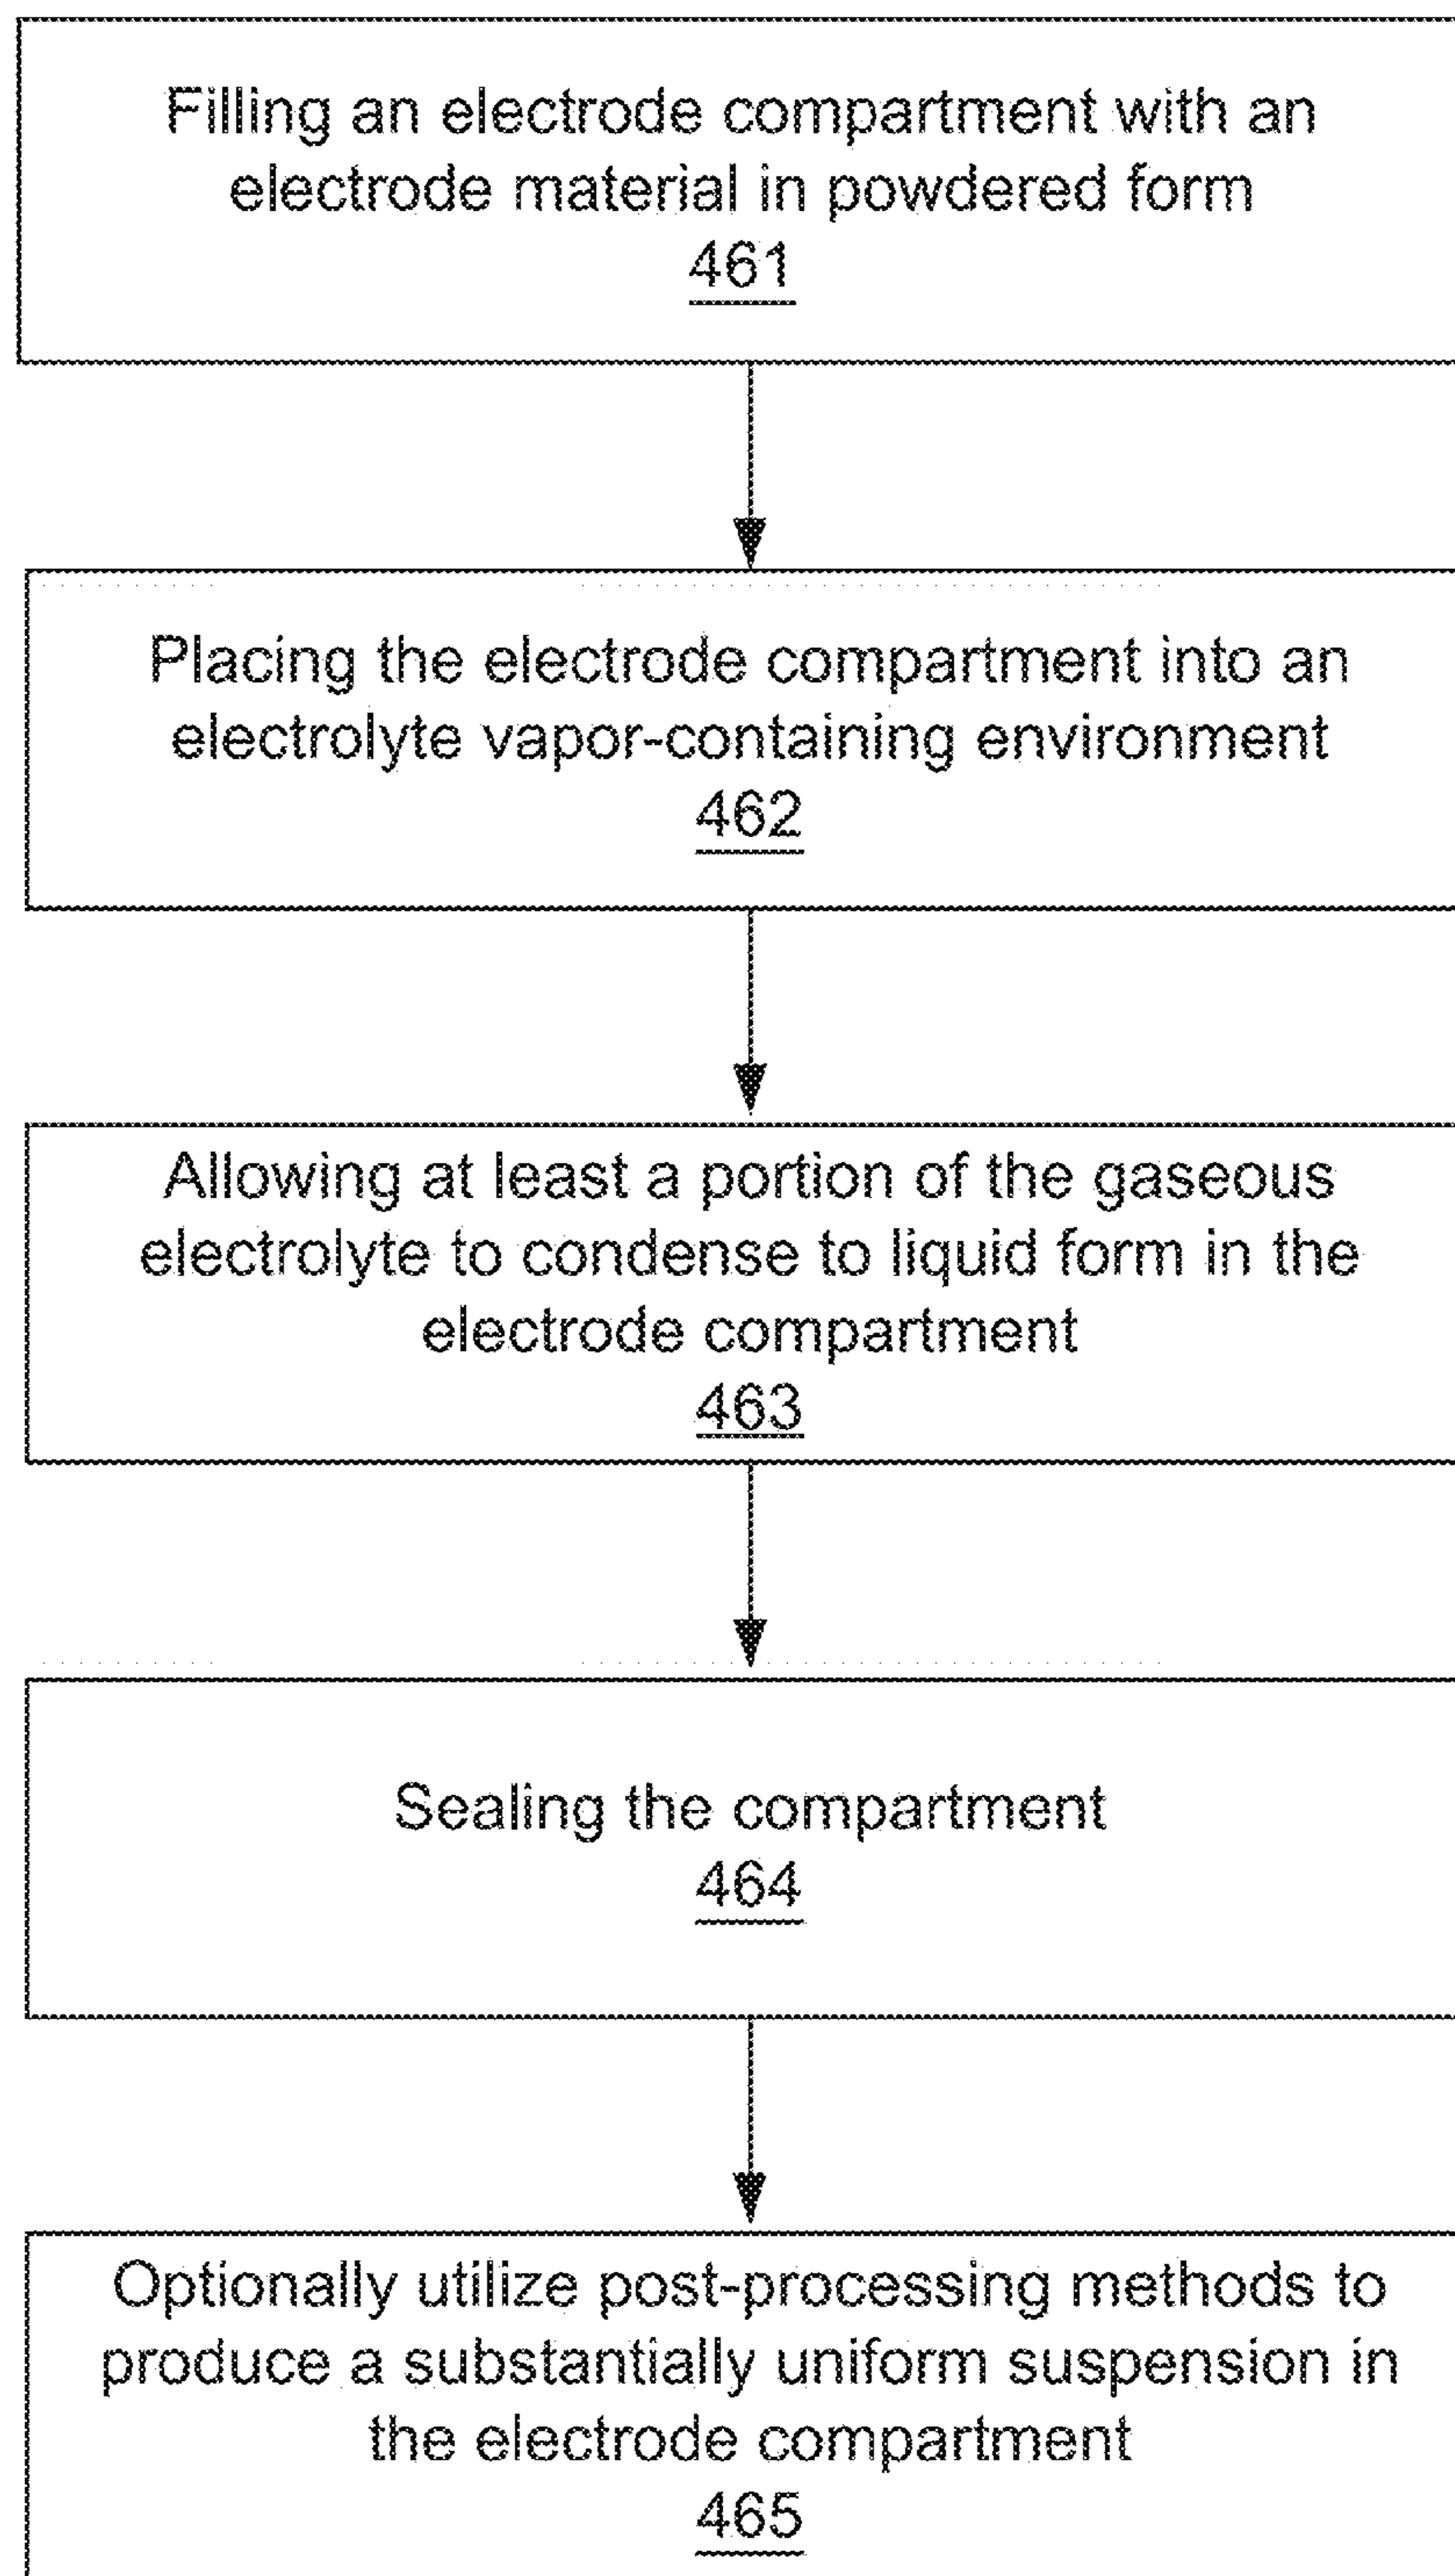 Filling an electrode compartment with an
electrode material in powdered form
461
Placing the electrode compartment into an
electrolyte vapor-containing environment
462
Allowing at least a portion of the gaseous
electrolyte to condense to liquid form in the
electrode compartment
463
Sealing the compartment
464
Optionally utilize post-processing methods to
produce a substantially uniform suspension in
the electrode compartment
465